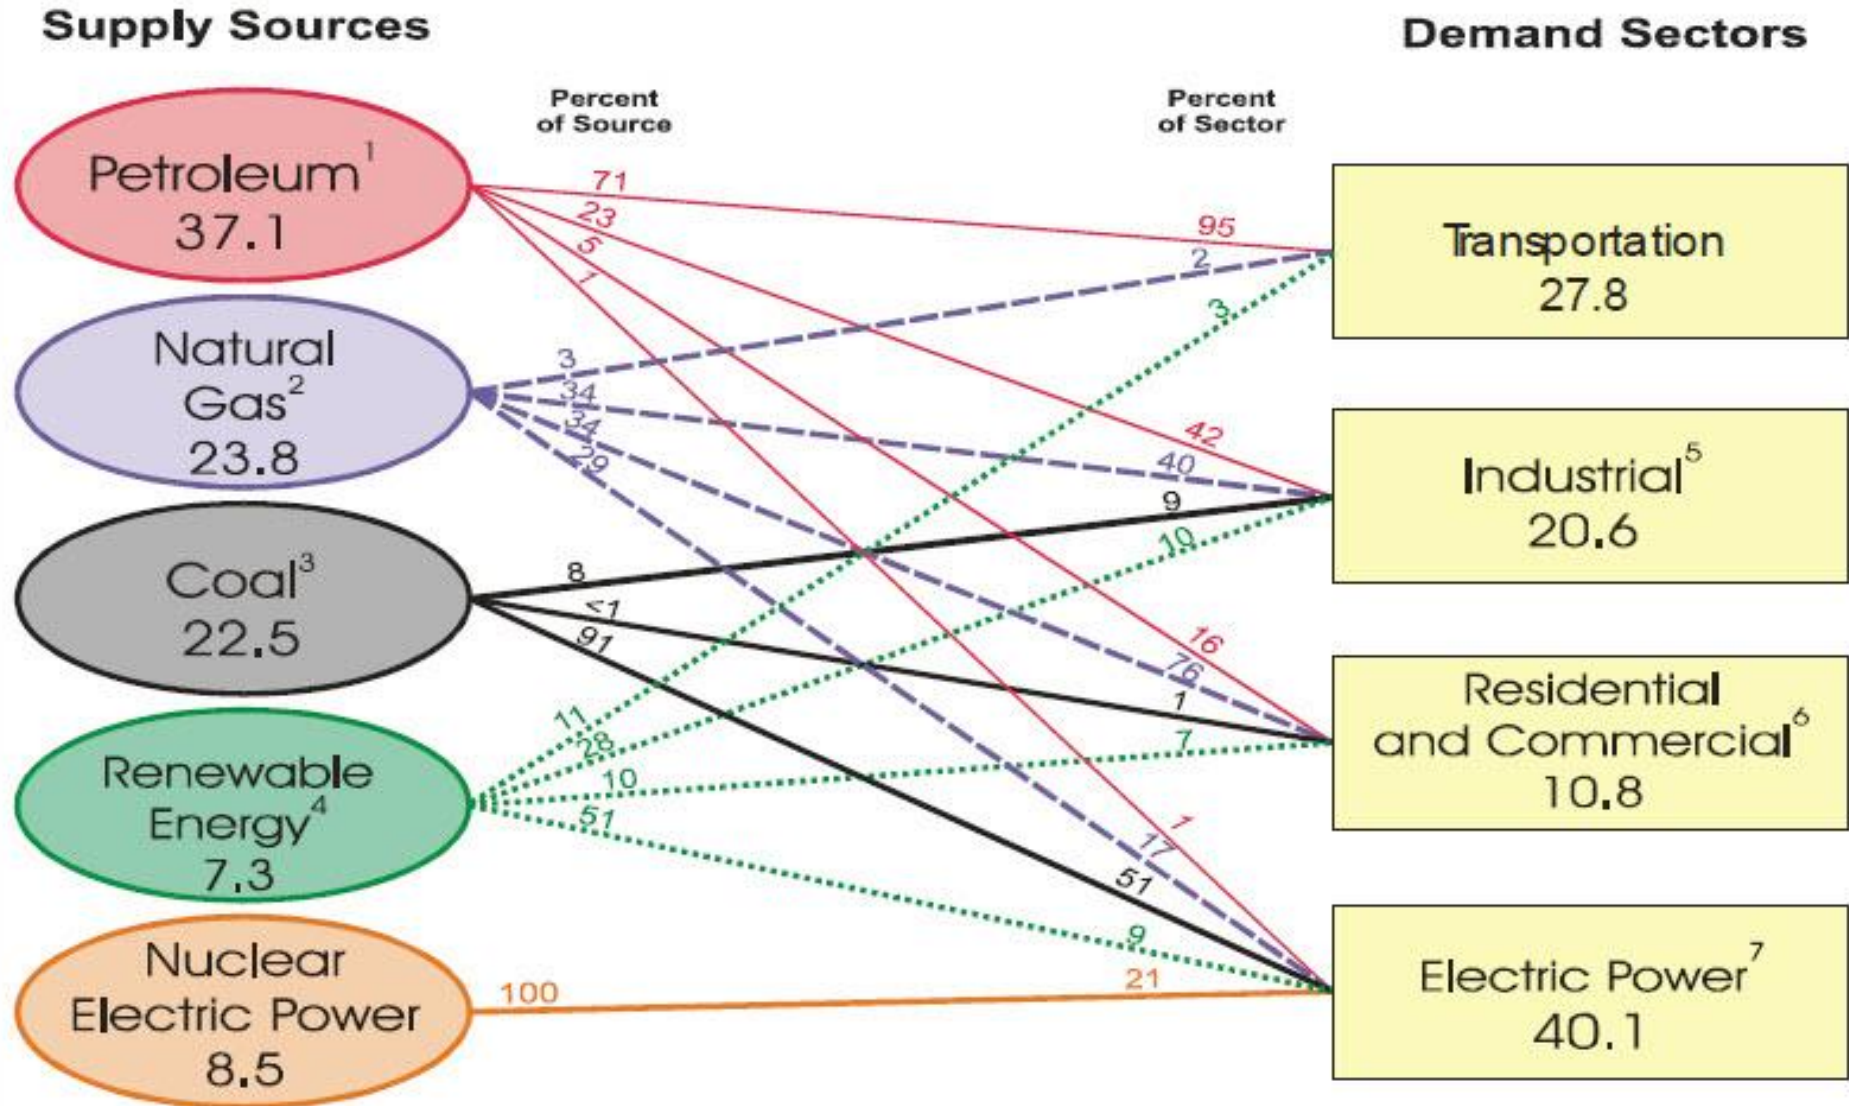 Supply Sources
Demand Sectors
Percent
of Source
Percent
of Sector
Petroleum¹
37.1
Natural
Gas²
23.8
Coal³
22.5
Renewable
Energy⁴
7.3
Nuclear
Electric Power
8.5
71
23
5
1
3
34
34
29
8
<1
91
11
28
10
51
100
95
2
3
42
40
9
10
16
76
1
7
1
17
51
9
21
Transportation
27.8
Industrial⁵
20.6
Residential
and Commercial⁶
10.8
Electric Power⁷
40.1